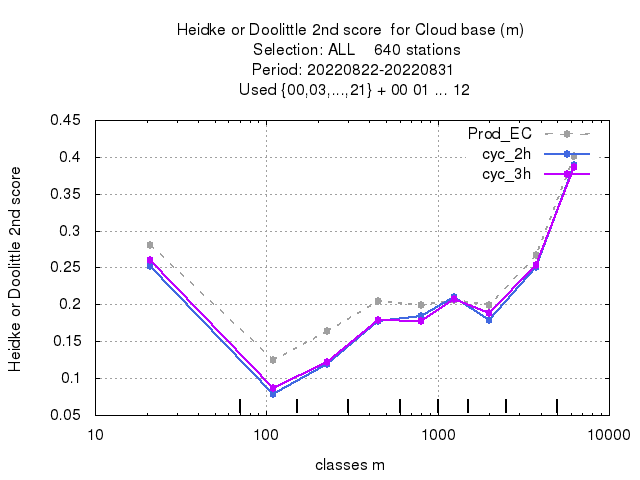 Heidke or Doolittle 2nd score  for Cloud base (m)
Selection: ALL    640 stations
Period: 20220822-20220831
Used {00,03,...,21} + 00 01 ... 12
Prod_EC
cyc_2h
cyc_3h
0.45
0.4
0.35
0.3
0.25
0.2
0.15
0.1
0.05
Heidke or Doolittle 2nd score
10
100
1000
10000
classes m